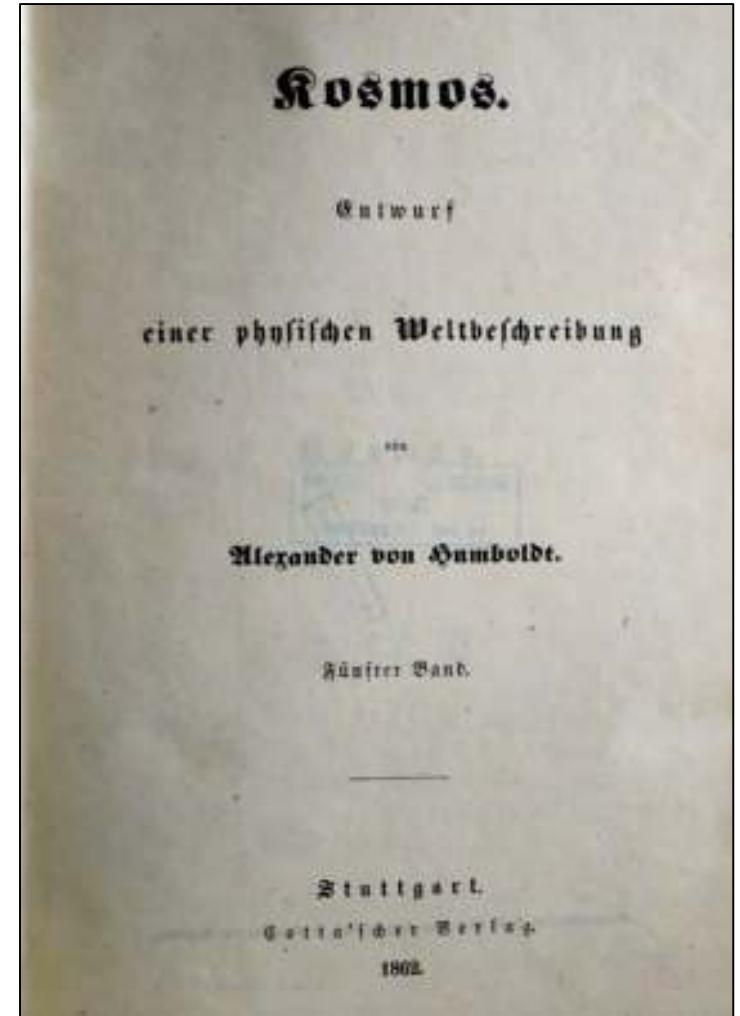 Kosmos.
Entwurf
einer physischen Weltbeschreibung
von
Alexander von Humboldt.
Fünfter Band.
Stuttgart.
Cotta'scher Verlag.
1862.